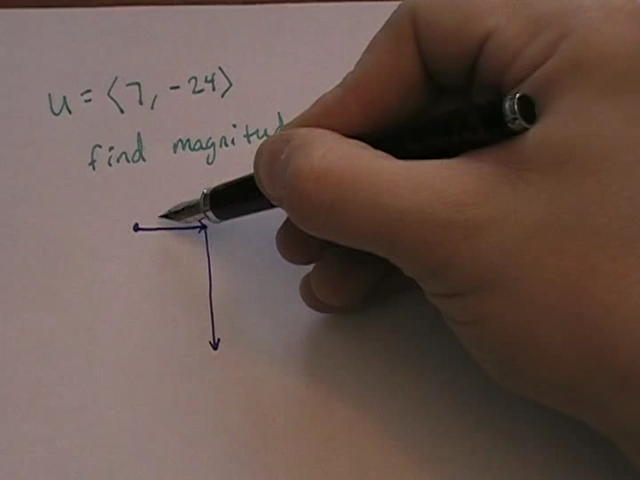 u = ⟨7, -24⟩
find magnitud